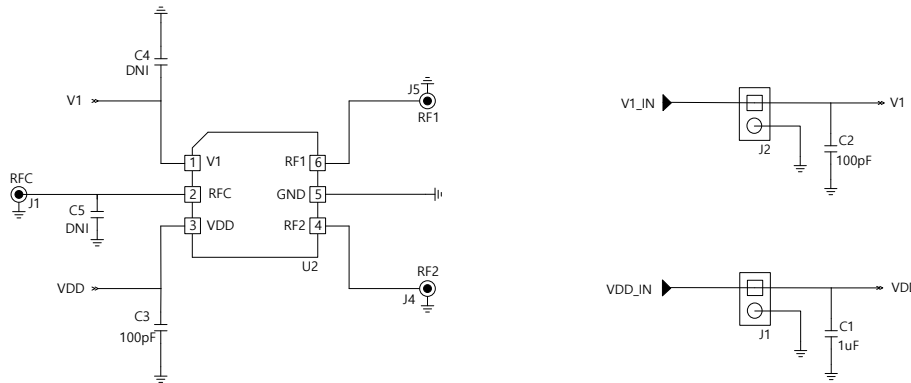 C4
DNI
V1
J5
RF1
1
V1
RF1
6
RFC
J1
2
RFC
GND
5
C5
DNI
3
VDD
RF2
4
U2
VDD
RF2
J4
C3
100pF
V1_IN
V1
J2
C2
100pF
VDD_IN
J1
C1
1uF